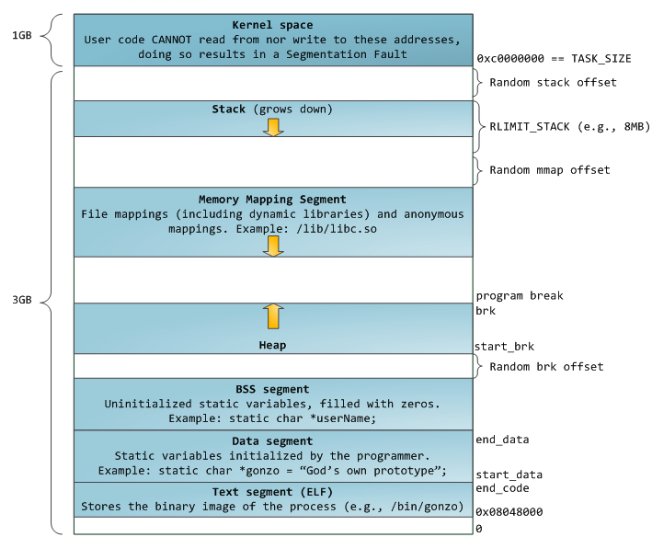 Kernel space
1GB
User code CANNOT read from nor write to these addresses,
doing so results in a Segmentation Fault
0xc0000000 == TASK_SIZE
Random stack offset
Stack (grows down)
RLIMIT_STACK (e.g., 8MB)
Random mmap offset
Memory Mapping Segment
File mappings (including dynamic libraries) and anonymous
mappings. Example: /lib/libc.so
3GB
program break
brk
Heap
start_brk
Random brk offset
BSS segment
Uninitialized static variables, filled with zeros.
Example: static char *userName;
Data segment
end_data
Static variables initialized by the programmer.
Example: static char *gonzo = “God’s own prototype”;
start_data
Text segment (ELF)
end_code
Stores the binary image of the process (e.g., /bin/gonzo)
0x08048000
0